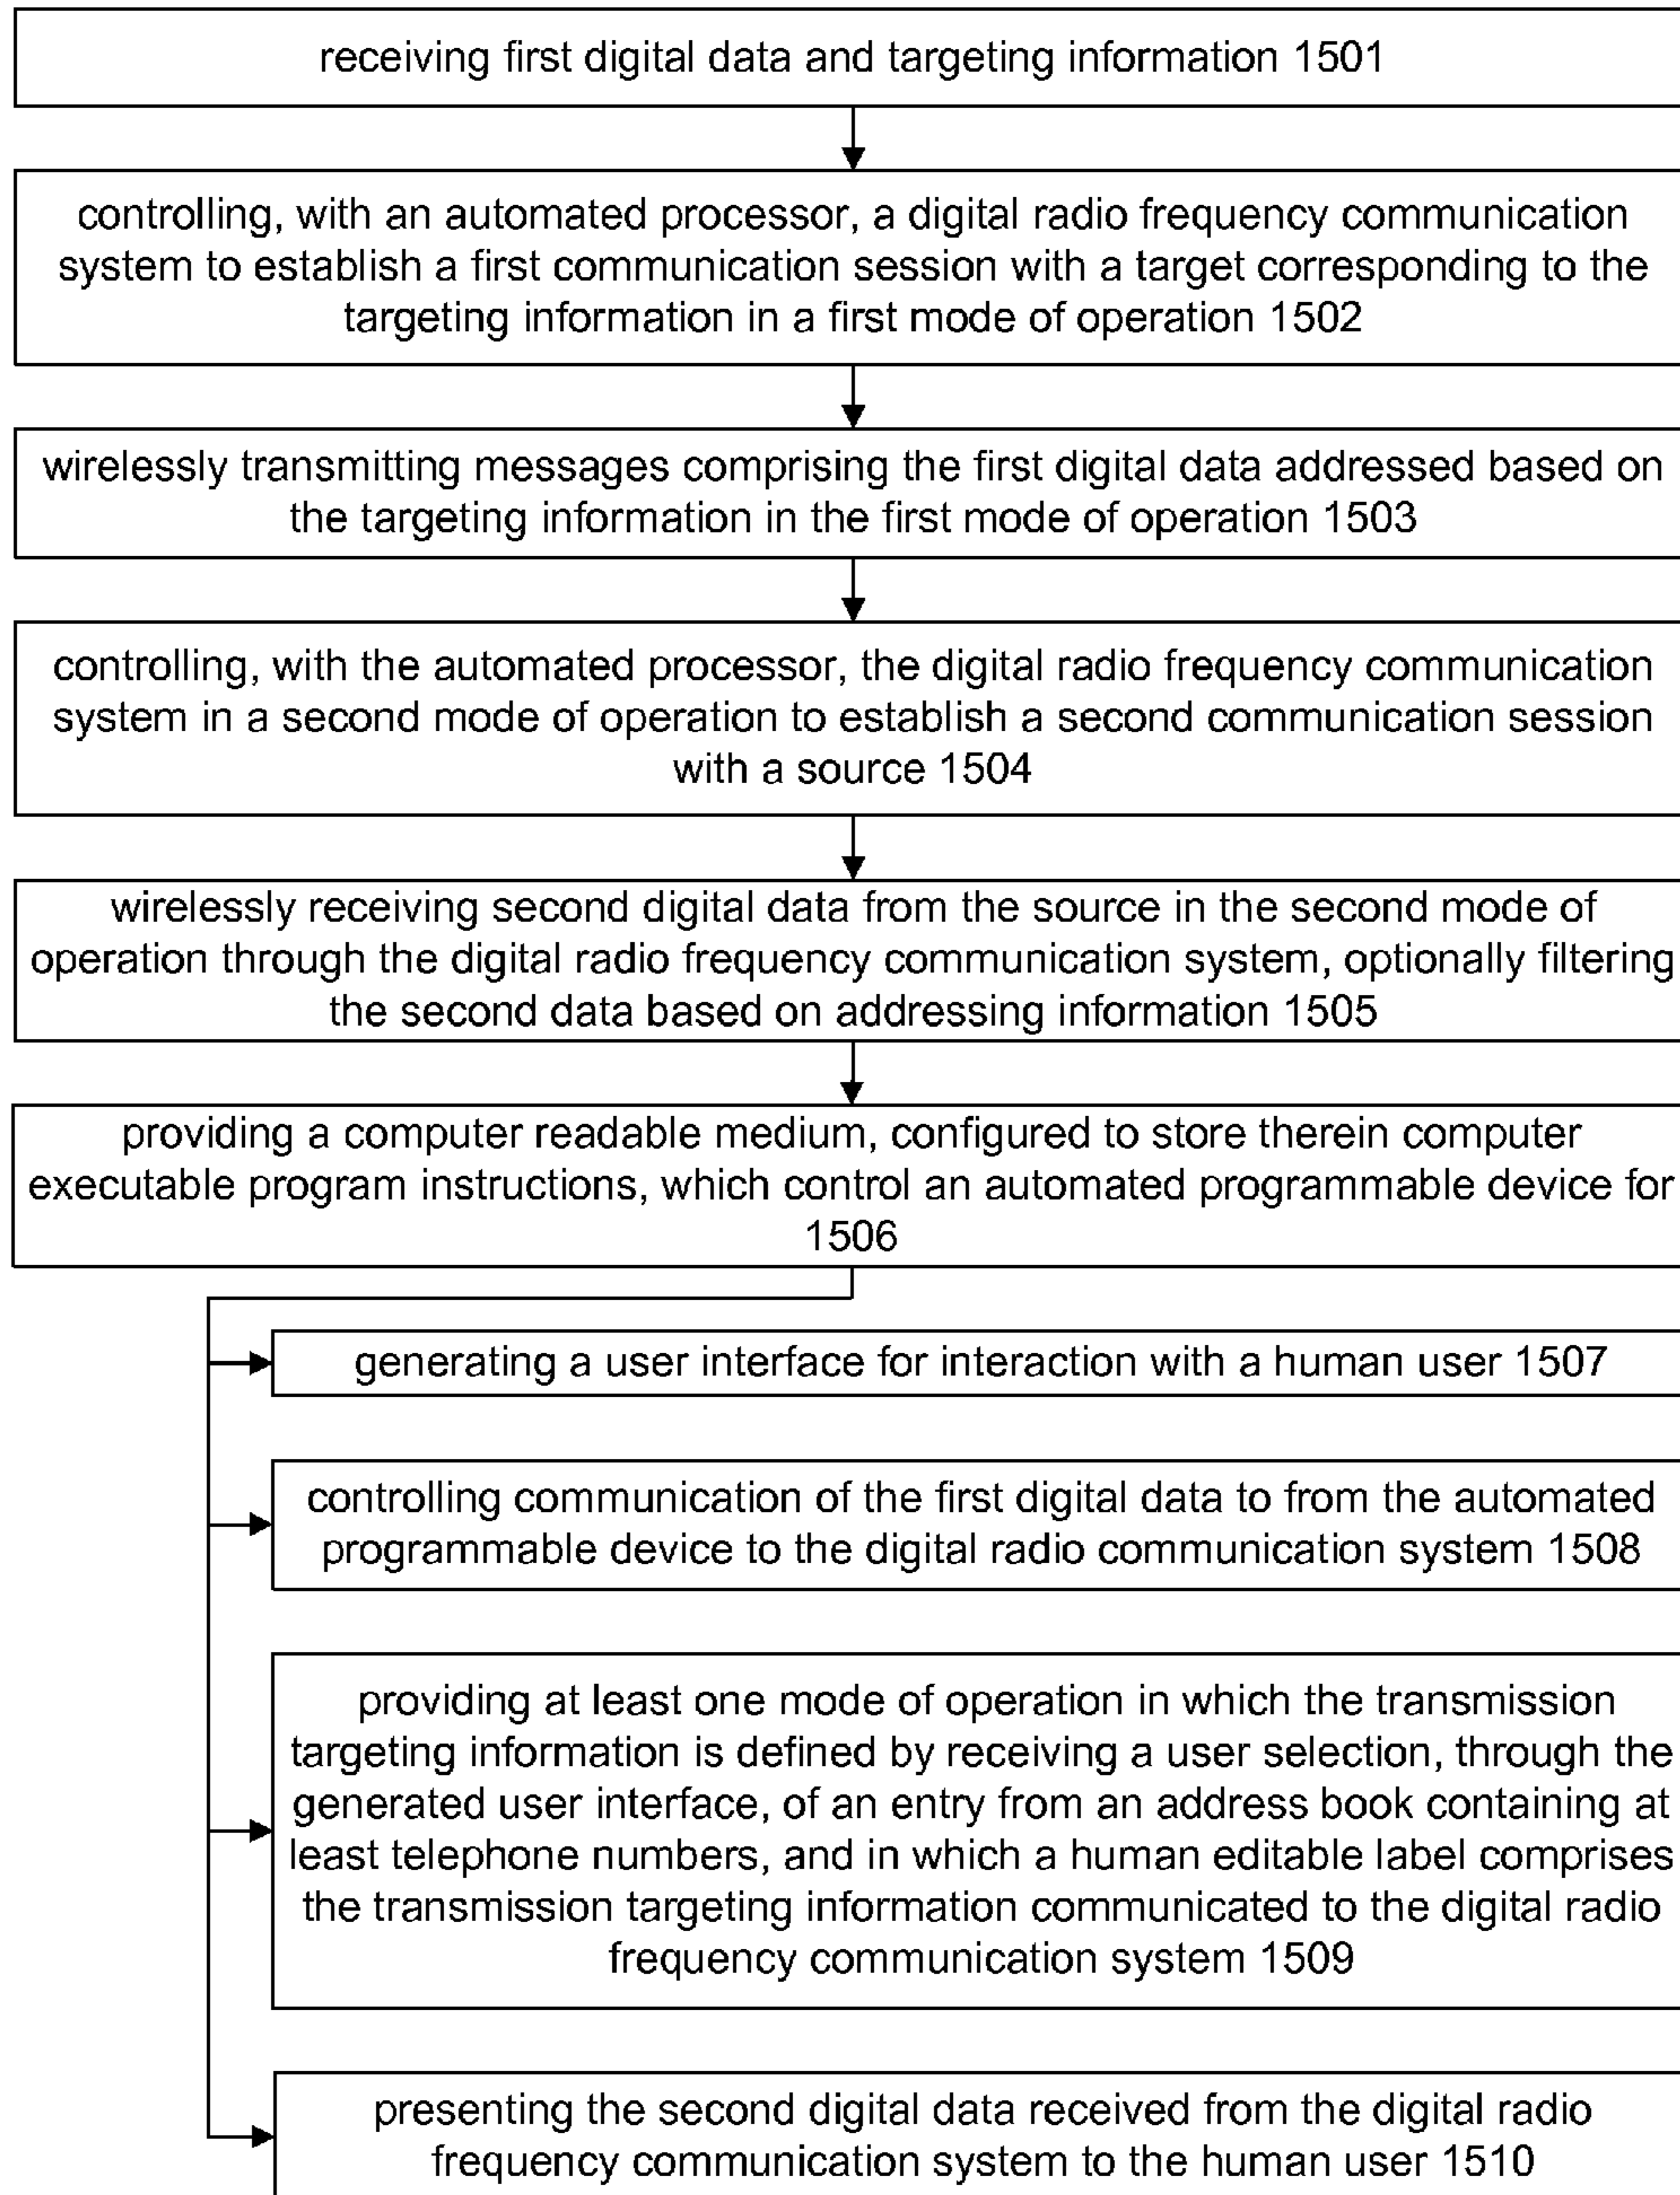 receiving first digital data and targeting information 1501
controlling, with an automated processor, a digital radio frequency communication
system to establish a first communication session with a target corresponding to the
targeting information in a first mode of operation 1502
wirelessly transmitting messages comprising the first digital data addressed based on
the targeting information in the first mode of operation 1503
controlling, with the automated processor, the digital radio frequency communication
system in a second mode of operation to establish a second communication session
with a source 1504
wirelessly receiving second digital data from the source in the second mode of
operation through the digital radio frequency communication system, optionally filtering
the second data based on addressing information 1505
providing a computer readable medium, configured to store therein computer
executable program instructions, which control an automated programmable device for
1506
generating a user interface for interaction with a human user 1507
controlling communication of the first digital data to from the automated
programmable device to the digital radio communication system 1508
providing at least one mode of operation in which the transmission
targeting information is defined by receiving a user selection, through the
generated user interface, of an entry from an address book containing at
least telephone numbers, and in which a human editable label comprises
the transmission targeting information communicated to the digital radio
frequency communication system 1509
presenting the second digital data received from the digital radio
frequency communication system to the human user 1510